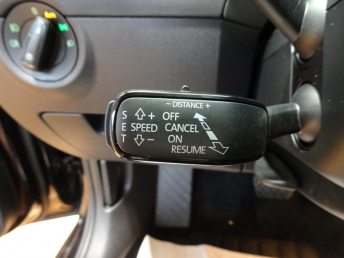 - DISTANCE +
S + OFF
E SPEED CANCEL
T - ON
RESUME